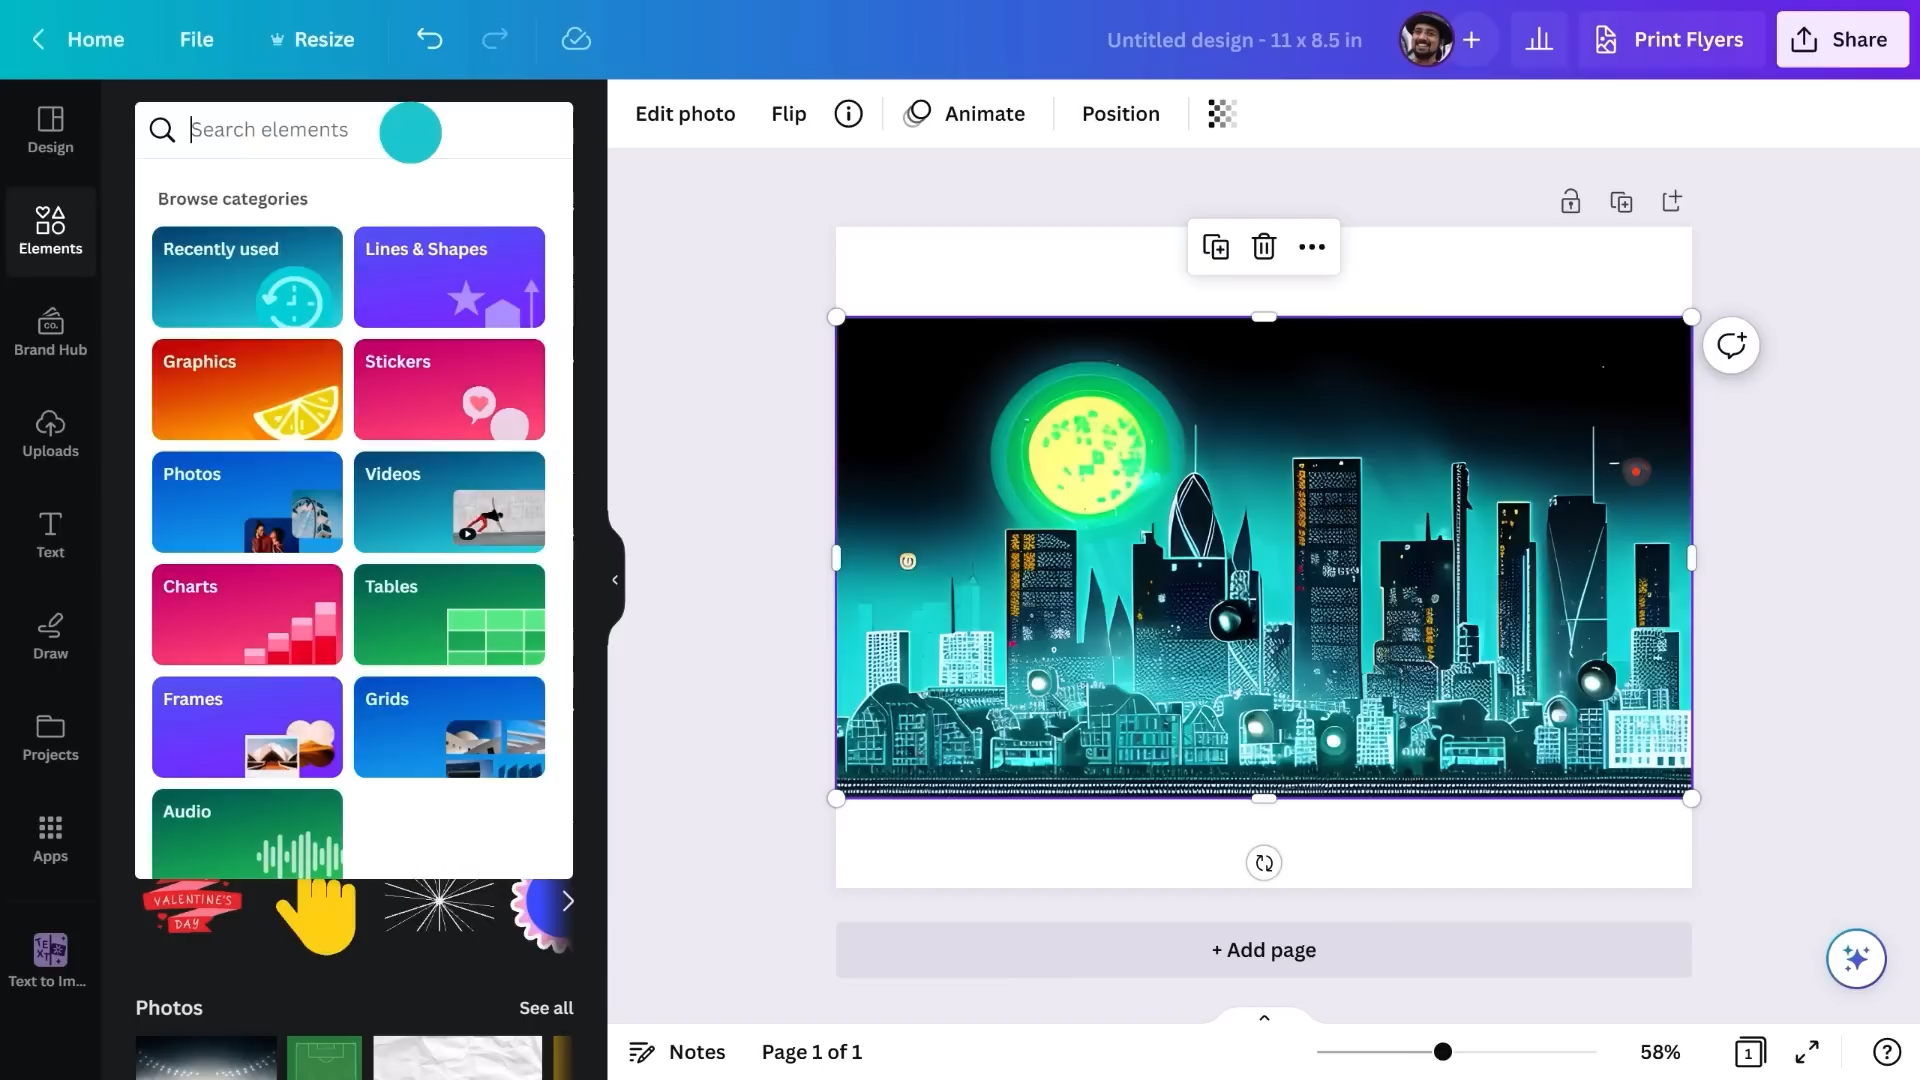 Home
File
Resize
Untitled design - 11 x 8.5 in
Print Flyers
Share
Design
Elements
Brand Hub
CO.
Uploads
Text
Draw
Projects
Apps
TEXT
Text to Im...
Search elements
Browse categories
Recently used
Lines & Shapes
Graphics
Stickers
Photos
Videos
Charts
Tables
Frames
Grids
Audio
VALENTINE'S
DAY
Photos
See all
Edit photo
Flip
Animate
Position
+ Add page
Notes
Page 1 of 1
58%
1